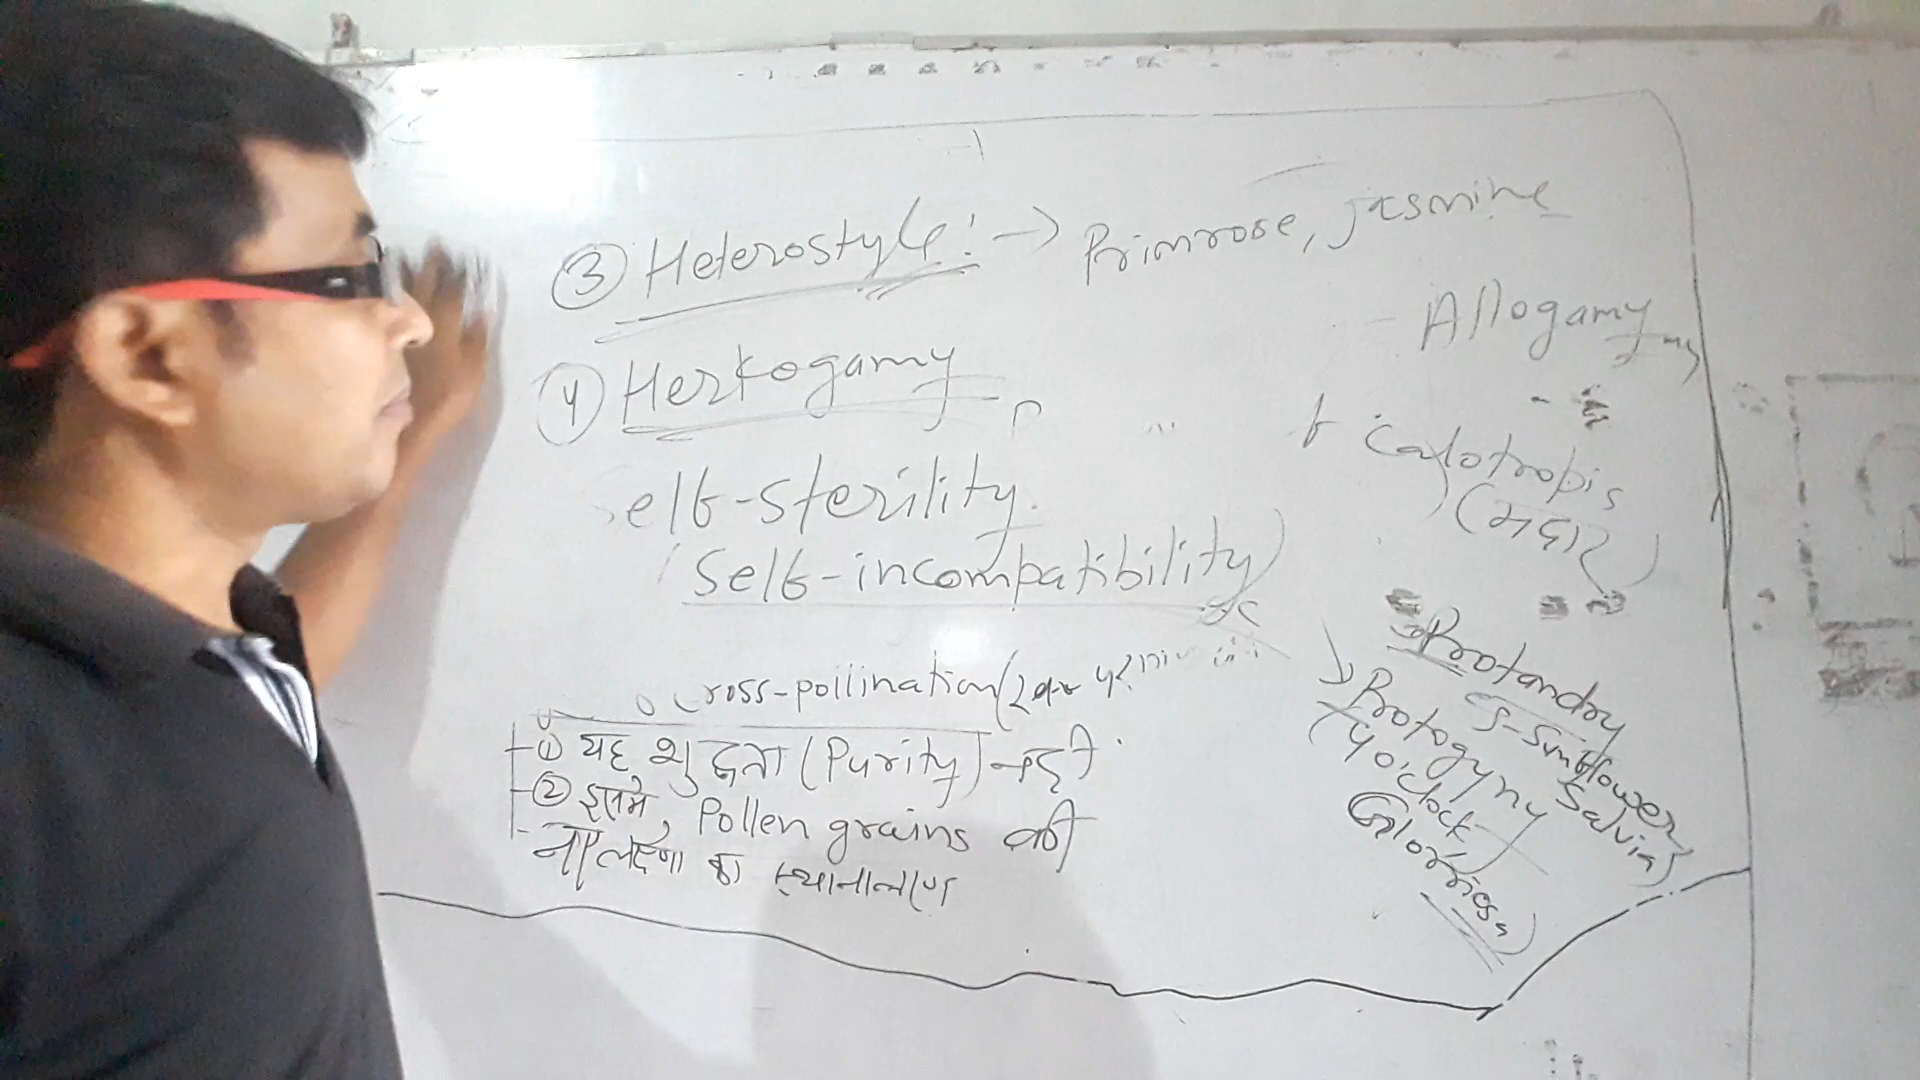 ③ Heterostyle: → Primrose, Jasmine
Allogamy
④ Herkogamy
Calotropis
(मदार)
Self-sterility
(Self-incompatibility)
Cross-pollination
① यह शुद्धता (Purity) नही
② इसमे, Pollen grains की
Protandry
Sunflower
Salvia
Protogyny
(4 o'clock
Gloriosa)